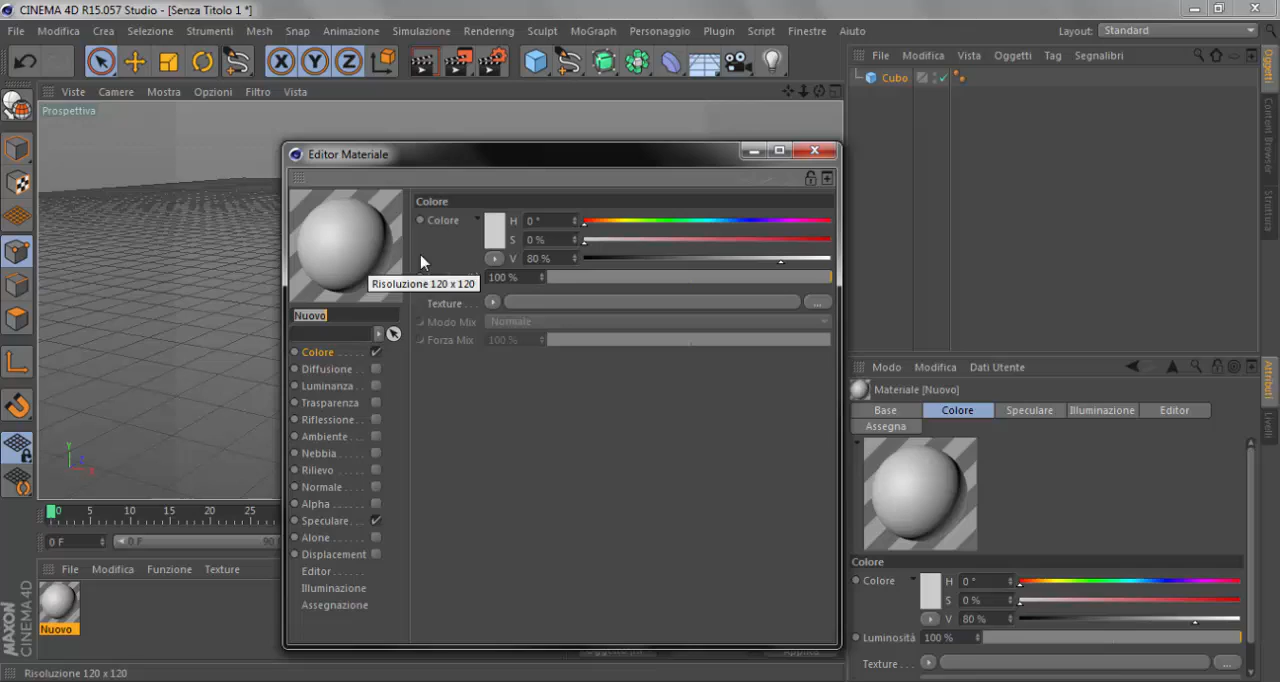 CINEMA 4D R15.057 Studio - [Senza Titolo 1 *]
File Modifica Crea Selezione Strumenti Mesh Snap Animazione Simulazione Rendering Sculpt MoGraph Personaggio Plugin Script Finestre Aiuto Layout: Standard
X Y Z
File Modifica Vista Oggetti Tag Segnalibri
Cubo
Oggetti
Content Browser
Struttura
Viste Camere Mostra Opzioni Filtro Vista
Prospettiva
Editor Materiale
Colore
Colore H 0 °
S 0 %
V 80 %
100 %
Risoluzione 120 x 120
Texture . . . ...
Modo Mix Normale
Forza Mix 100 %
Nuovo
Colore
Diffusione
Luminanza
Trasparenza
Riflessione
Ambiente
Nebbia
Rilievo
Normale
Alpha
Speculare
Alone
Displacement
Editor
Illuminazione
Assegnazione
Y
X
0 5 10 15 20 25
0 F 0 F 90
File Modifica Funzione Texture
Nuovo
MAXON
CINEMA 4D
Risoluzione 120 x 120
Modo Modifica Dati Utente
Attributi
Livelli
Materiale [Nuovo]
Base Colore Speculare Illuminazione Editor
Assegna
Colore
Colore H 0 °
S 0 %
V 80 %
Luminosità 100 %
Texture . . . ...